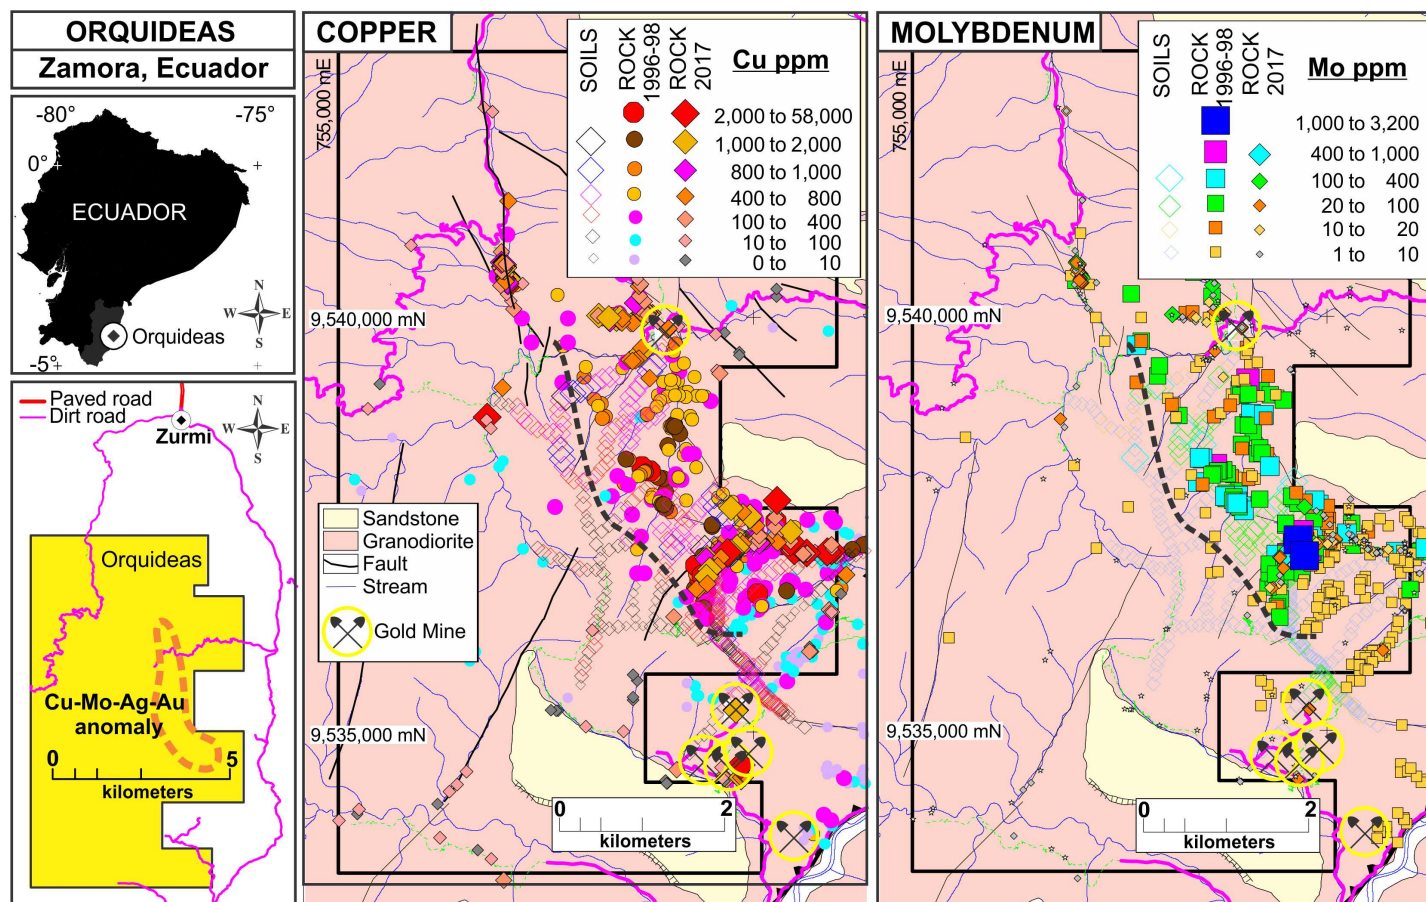 ORQUIDEAS
Zamora, Ecuador
-80°
-75°
0°
ECUADOR
N
W
E
S
Orquideas
-5°
Paved road
Dirt road
N
W
E
S
Zurmi
Orquideas
Cu-Mo-Ag-Au
anomaly
0
5
kilometers
COPPER
755,000 mE
SOILS
ROCK
1996-98
ROCK
2017
Cu ppm
2,000 to 58,000
1,000 to 2,000
800 to 1,000
400 to 800
100 to 400
10 to 100
0 to 10
9,540,000 mN
Sandstone
Granodiorite
Fault
Stream
Gold Mine
9,535,000 mN
0
2
kilometers
MOLYBDENUM
755,000 mE
SOILS
ROCK
1996-98
ROCK
2017
Mo ppm
1,000 to 3,200
400 to 1,000
100 to 400
20 to 100
10 to 20
1 to 10
9,540,000 mN
9,535,000 mN
0
2
kilometers